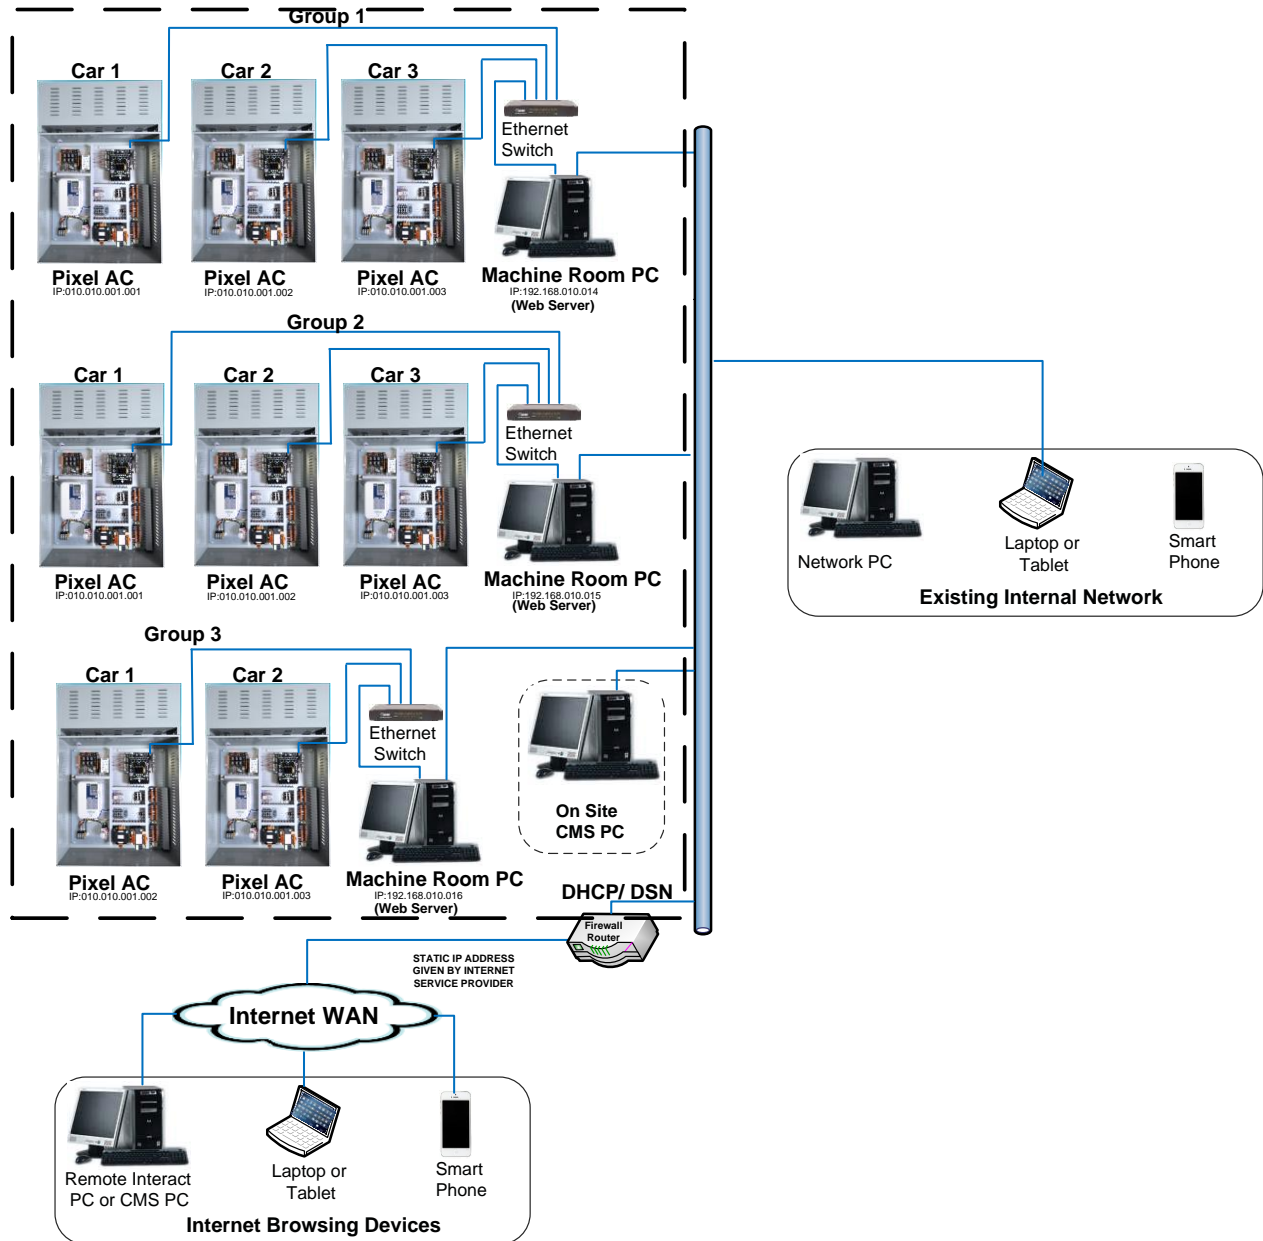 Group 1
Car 1
Car 2
Car 3
Ethernet
Switch
Pixel AC
IP:010.010.001.001
Pixel AC
IP:010.010.001.002
Pixel AC
IP:010.010.001.003
Machine Room PC
IP:192.168.010.014
(Web Server)
Group 2
Car 1
Car 2
Car 3
Ethernet
Switch
Pixel AC
IP:010.010.001.001
Pixel AC
IP:010.010.001.002
Pixel AC
IP:010.010.001.003
Machine Room PC
IP:192.168.010.015
(Web Server)
Network PC
Laptop or
Tablet
Smart
Phone
Existing Internal Network
Group 3
Car 1
Car 2
Ethernet
Switch
Pixel AC
IP:010.010.001.002
Pixel AC
IP:010.010.001.003
Machine Room PC
IP:192.168.010.016
(Web Server)
On Site
CMS PC
DHCP/ DSN
Firewall
Router
STATIC IP ADDRESS
GIVEN BY INTERNET
SERVICE PROVIDER
Internet WAN
Remote Interact
PC or CMS PC
Laptop or
Tablet
Smart
Phone
Internet Browsing Devices